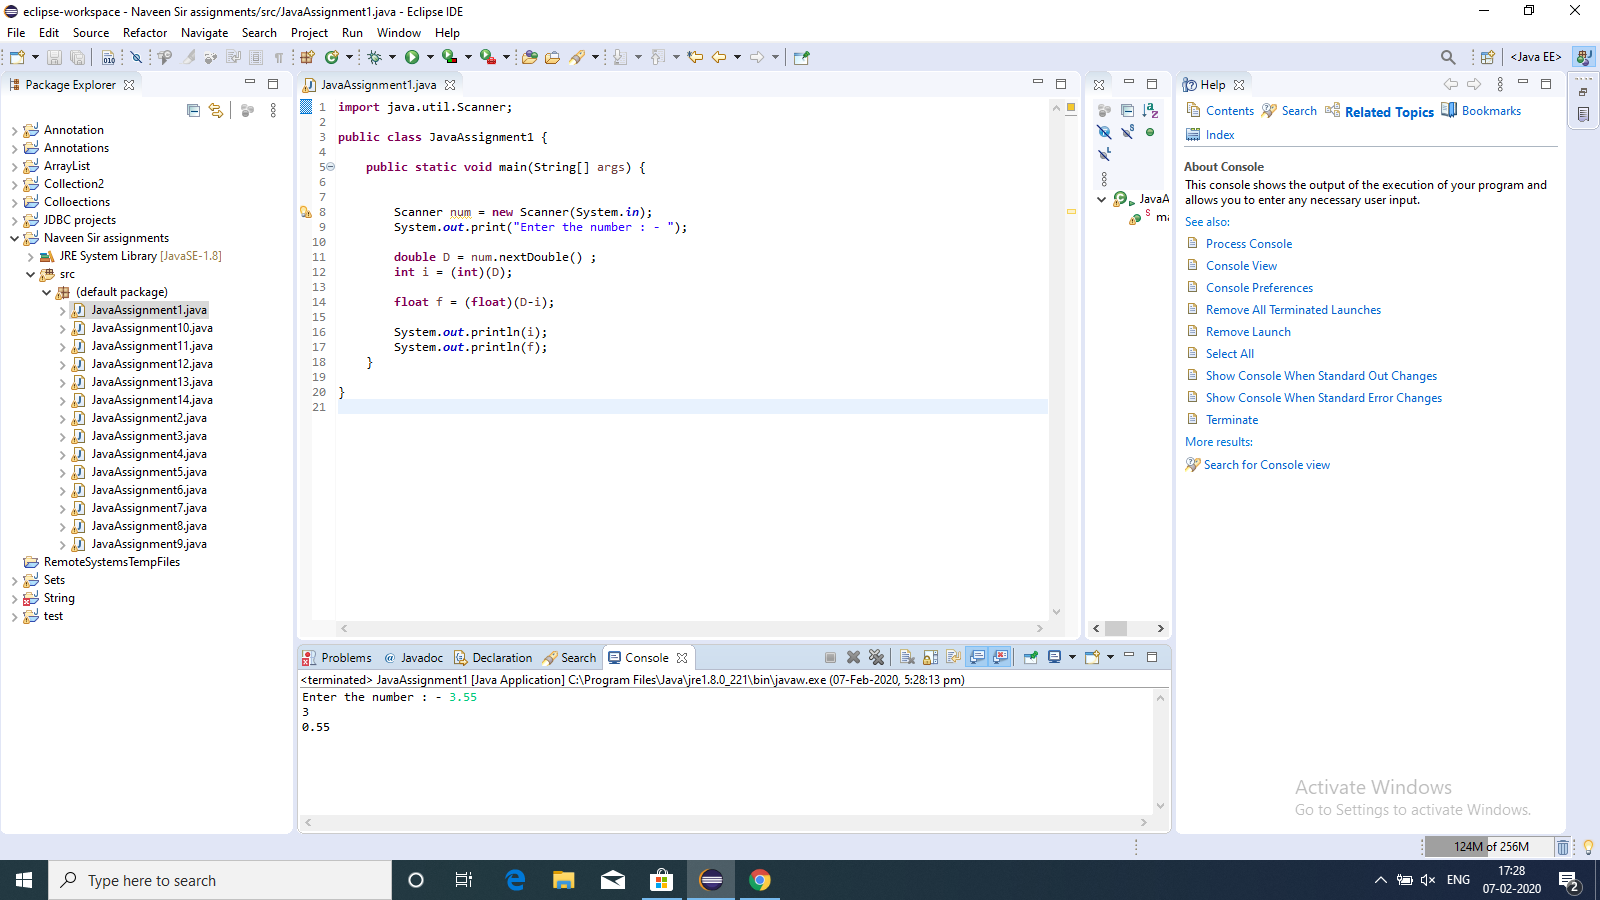 eclipse-workspace - Naveen Sir assignments/src/JavaAssignment1.java - Eclipse IDE
File Edit Source Refactor Navigate Search Project Run Window Help
<Java EE>
Package Explorer
Annotation
Annotations
ArrayList
Collection2
Colloections
JDBC projects
Naveen Sir assignments
JRE System Library [JavaSE-1.8]
src
(default package)
JavaAssignment1.java
JavaAssignment10.java
JavaAssignment11.java
JavaAssignment12.java
JavaAssignment13.java
JavaAssignment14.java
JavaAssignment2.java
JavaAssignment3.java
JavaAssignment4.java
JavaAssignment5.java
JavaAssignment6.java
JavaAssignment7.java
JavaAssignment8.java
JavaAssignment9.java
RemoteSystemsTempFiles
Sets
String
test
JavaAssignment1.java
1 import java.util.Scanner;
2
3 public class JavaAssignment1 {
4
5 public static void main(String[] args) {
6
7
8 Scanner num = new Scanner(System.in);
9 System.out.print("Enter the number : - ");
10
11 double D = num.nextDouble() ;
12 int i = (int)(D);
13
14 float f = (float)(D-i);
15
16 System.out.println(i);
17 System.out.println(f);
18 }
19
20 }
21
JavaA
S ma
Help
Contents Search Related Topics Bookmarks
Index
About Console
This console shows the output of the execution of your program and
allows you to enter any necessary user input.
See also:
Process Console
Console View
Console Preferences
Remove All Terminated Launches
Remove Launch
Select All
Show Console When Standard Out Changes
Show Console When Standard Error Changes
Terminate
More results:
Search for Console view
Problems @ Javadoc Declaration Search Console
<terminated> JavaAssignment1 [Java Application] C:\Program Files\Java\jre1.8.0_221\bin\javaw.exe (07-Feb-2020, 5:28:13 pm)
Enter the number : - 3.55
3
0.55
Activate Windows
Go to Settings to activate Windows.
124M of 256M
Type here to search
ENG
17:28
07-02-2020
2